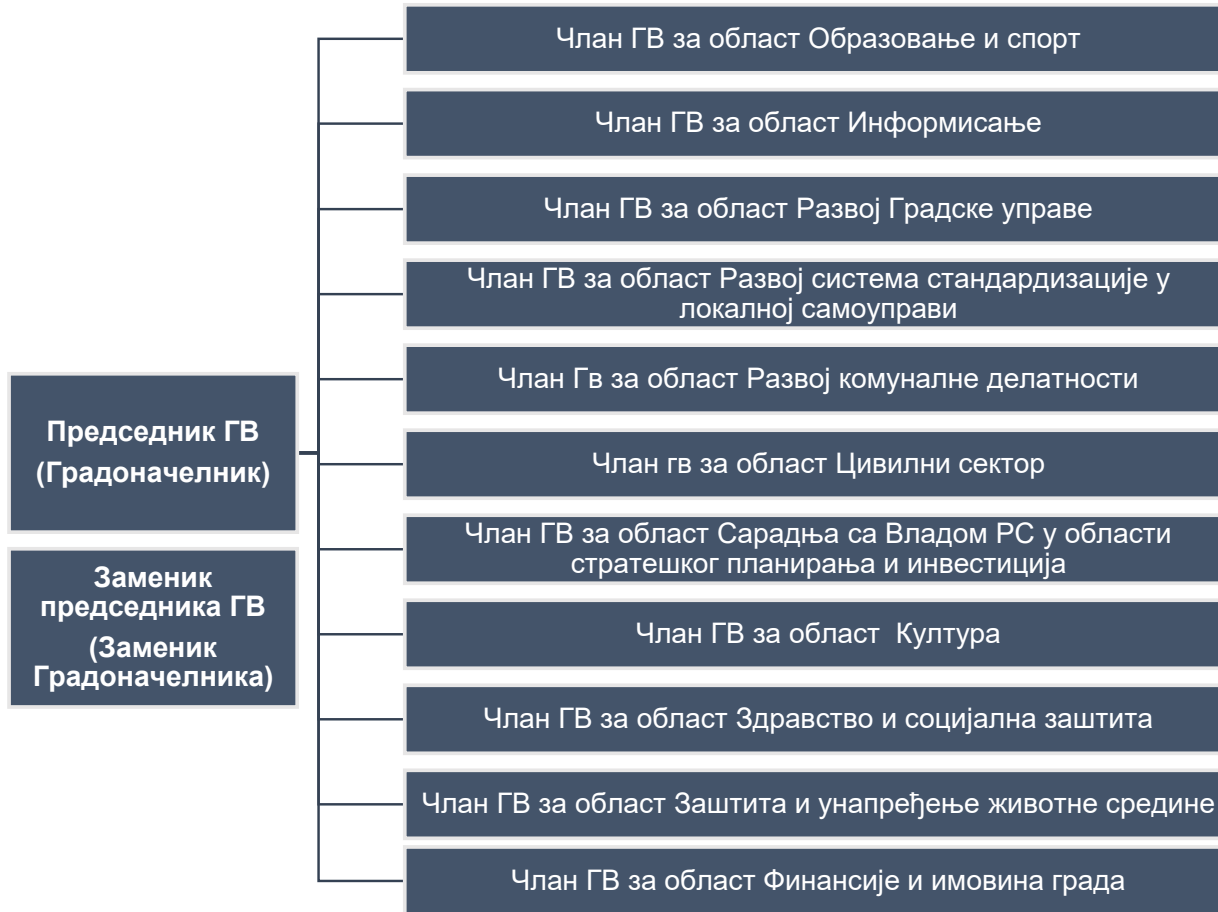 Члан ГВ за област Образовање и спорт
Члан ГВ за област Информисање
Члан ГВ за област Развој Градске управе
Члан ГВ за област Развој система стандардизације у
локалној самоуправи
Члан Гв за област Развој комуналне делатности
Члан гв за област Цивилни сектор
Члан ГВ за област Сарадња са Владом РС у области
стратешког планирања и инвестиција
Члан ГВ за област  Култура
Члан ГВ за област Здравство и социјална заштита
Члан ГВ за област Заштита и унапређење животне средине
Члан ГВ за област Финансије и имовина града
Председник ГВ
(Градоначелник)
Заменик
председника ГВ
(Заменик
Градоначелника)